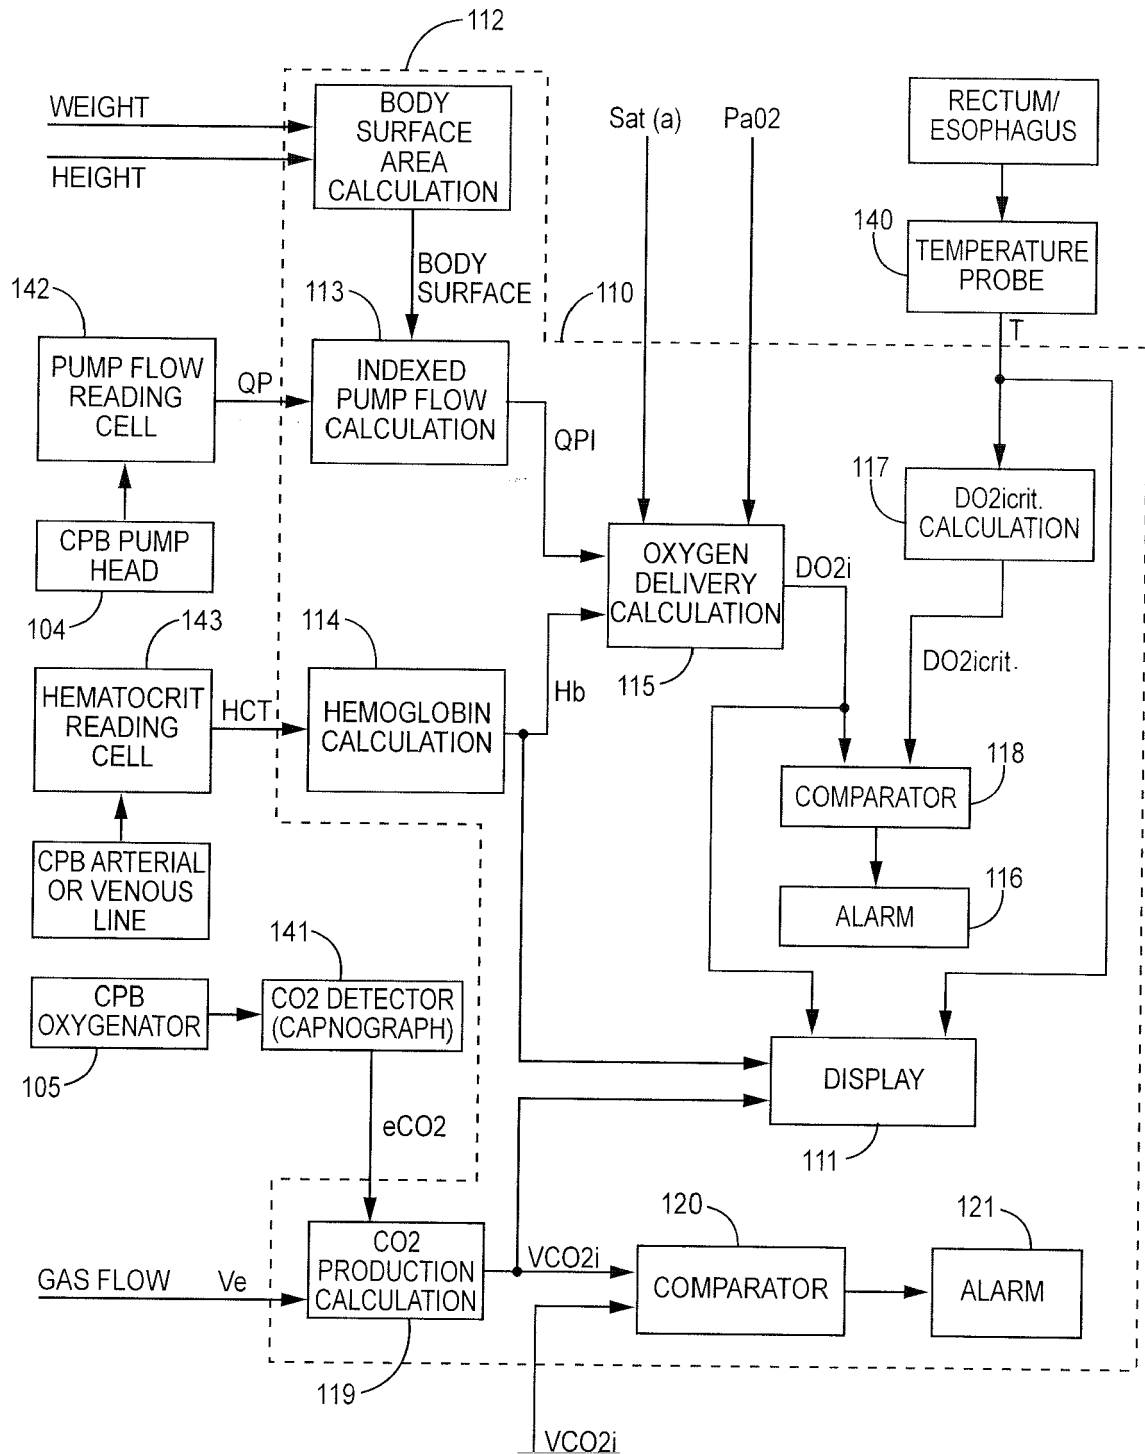 112
WEIGHT
HEIGHT
BODY
SURFACE
AREA
CALCULATION
Sat (a)
Pa02
RECTUM/
ESOPHAGUS
140
TEMPERATURE
PROBE
T
BODY
SURFACE
142
113
110
PUMP FLOW
READING
CELL
QP
INDEXED
PUMP FLOW
CALCULATION
QPI
117
DO2icrit.
CALCULATION
CPB PUMP
HEAD
104
OXYGEN
DELIVERY
CALCULATION
DO2i
115
DO2icrit.
143
114
HEMATOCRIT
READING
CELL
HCT
HEMOGLOBIN
CALCULATION
Hb
118
COMPARATOR
CPB ARTERIAL
OR VENOUS
LINE
116
ALARM
141
CPB
OXYGENATOR
105
CO2 DETECTOR
(CAPNOGRAPH)
eCO2
DISPLAY
111
GAS FLOW
Ve
CO2
PRODUCTION
CALCULATION
119
VCO2i
120
COMPARATOR
121
ALARM
VCO2i